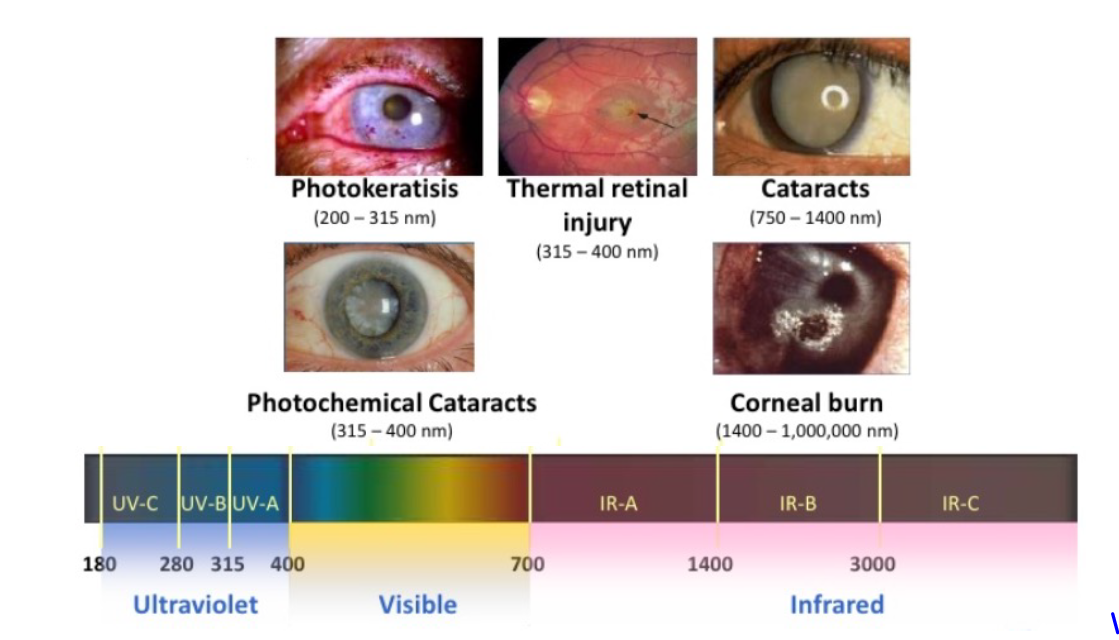 Photokeratisis
(200 – 315 nm)
Thermal retinal
injury
(315 – 400 nm)
Cataracts
(750 – 1400 nm)
Photochemical Cataracts
(315 – 400 nm)
Corneal burn
(1400 – 1,000,000 nm)
UV-C UV-B UV-A IR-A IR-B IR-C
180 280 315 400 700 1400 3000
Ultraviolet Visible Infrared